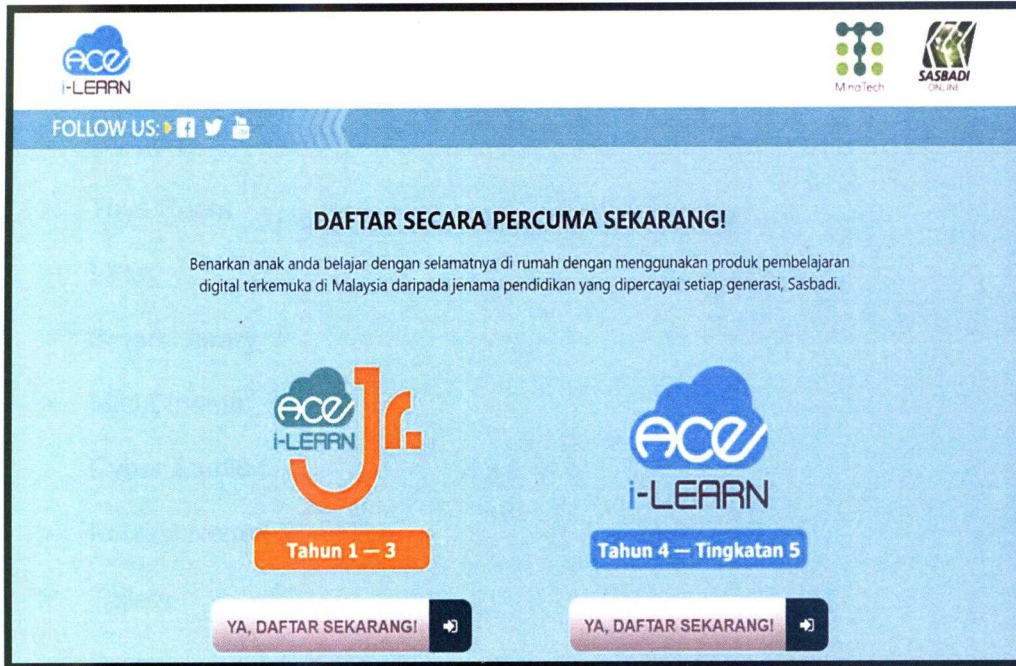 ACE
i-LEARN
MinaTech
SASBADI
ONLINE
FOLLOW US:
DAFTAR SECARA PERCUMA SEKARANG!
Benarkan anak anda belajar dengan selamatnya di rumah dengan menggunakan produk pembelajaran
digital terkemuka di Malaysia daripada jenama pendidikan yang dipercayai setiap generasi, Sasbadi.
ACE
i-LEARN
Jr.
Tahun 1 — 3
YA, DAFTAR SEKARANG!
ACE
i-LEARN
Tahun 4 — Tingkatan 5
YA, DAFTAR SEKARANG!